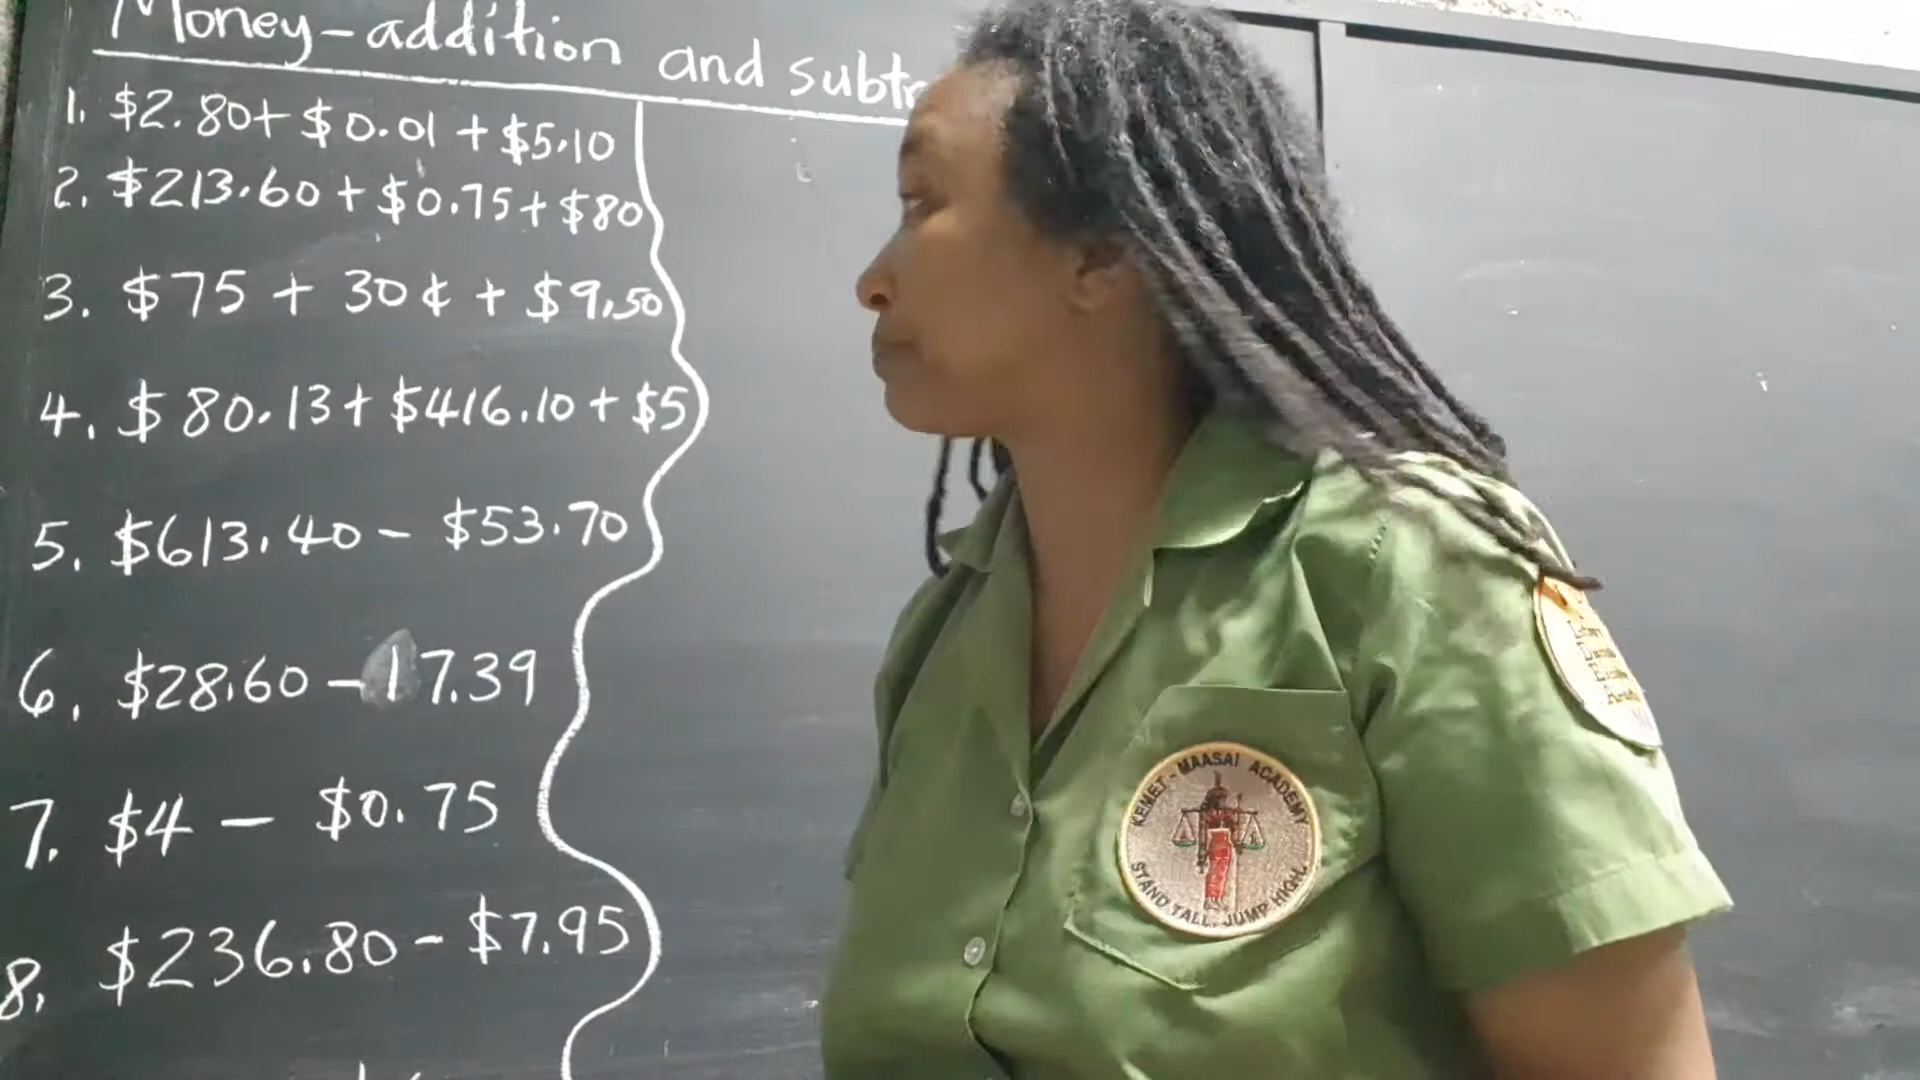 Money-addition and subtr
1. $2.80+ $0.01 + $5.10
2. $213.60 + $0.75 + $80
3. $75 + 30¢ + $9.50
4. $80.13 + $416.10 + $5
5. $613.40 - $53.70
6. $28.60 - 17.39
7. $4 - $0.75
8. $236.80 - $7.95
KEMET - MAASAI ACADEMY
STAND TALL, JUMP HIGH,